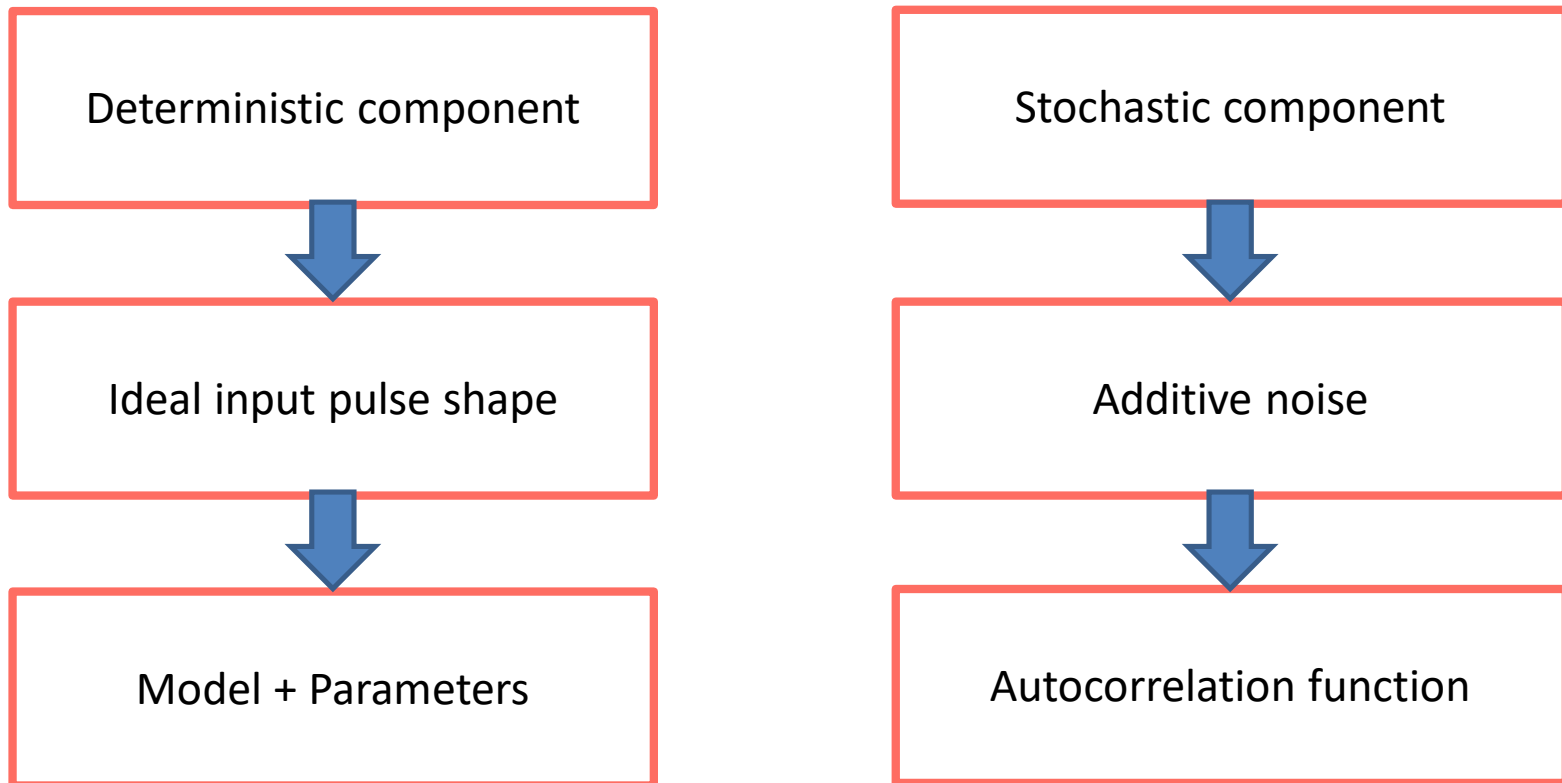 Deterministic component
Stochastic component
Ideal input pulse shape
Additive noise
Model + Parameters
Autocorrelation function